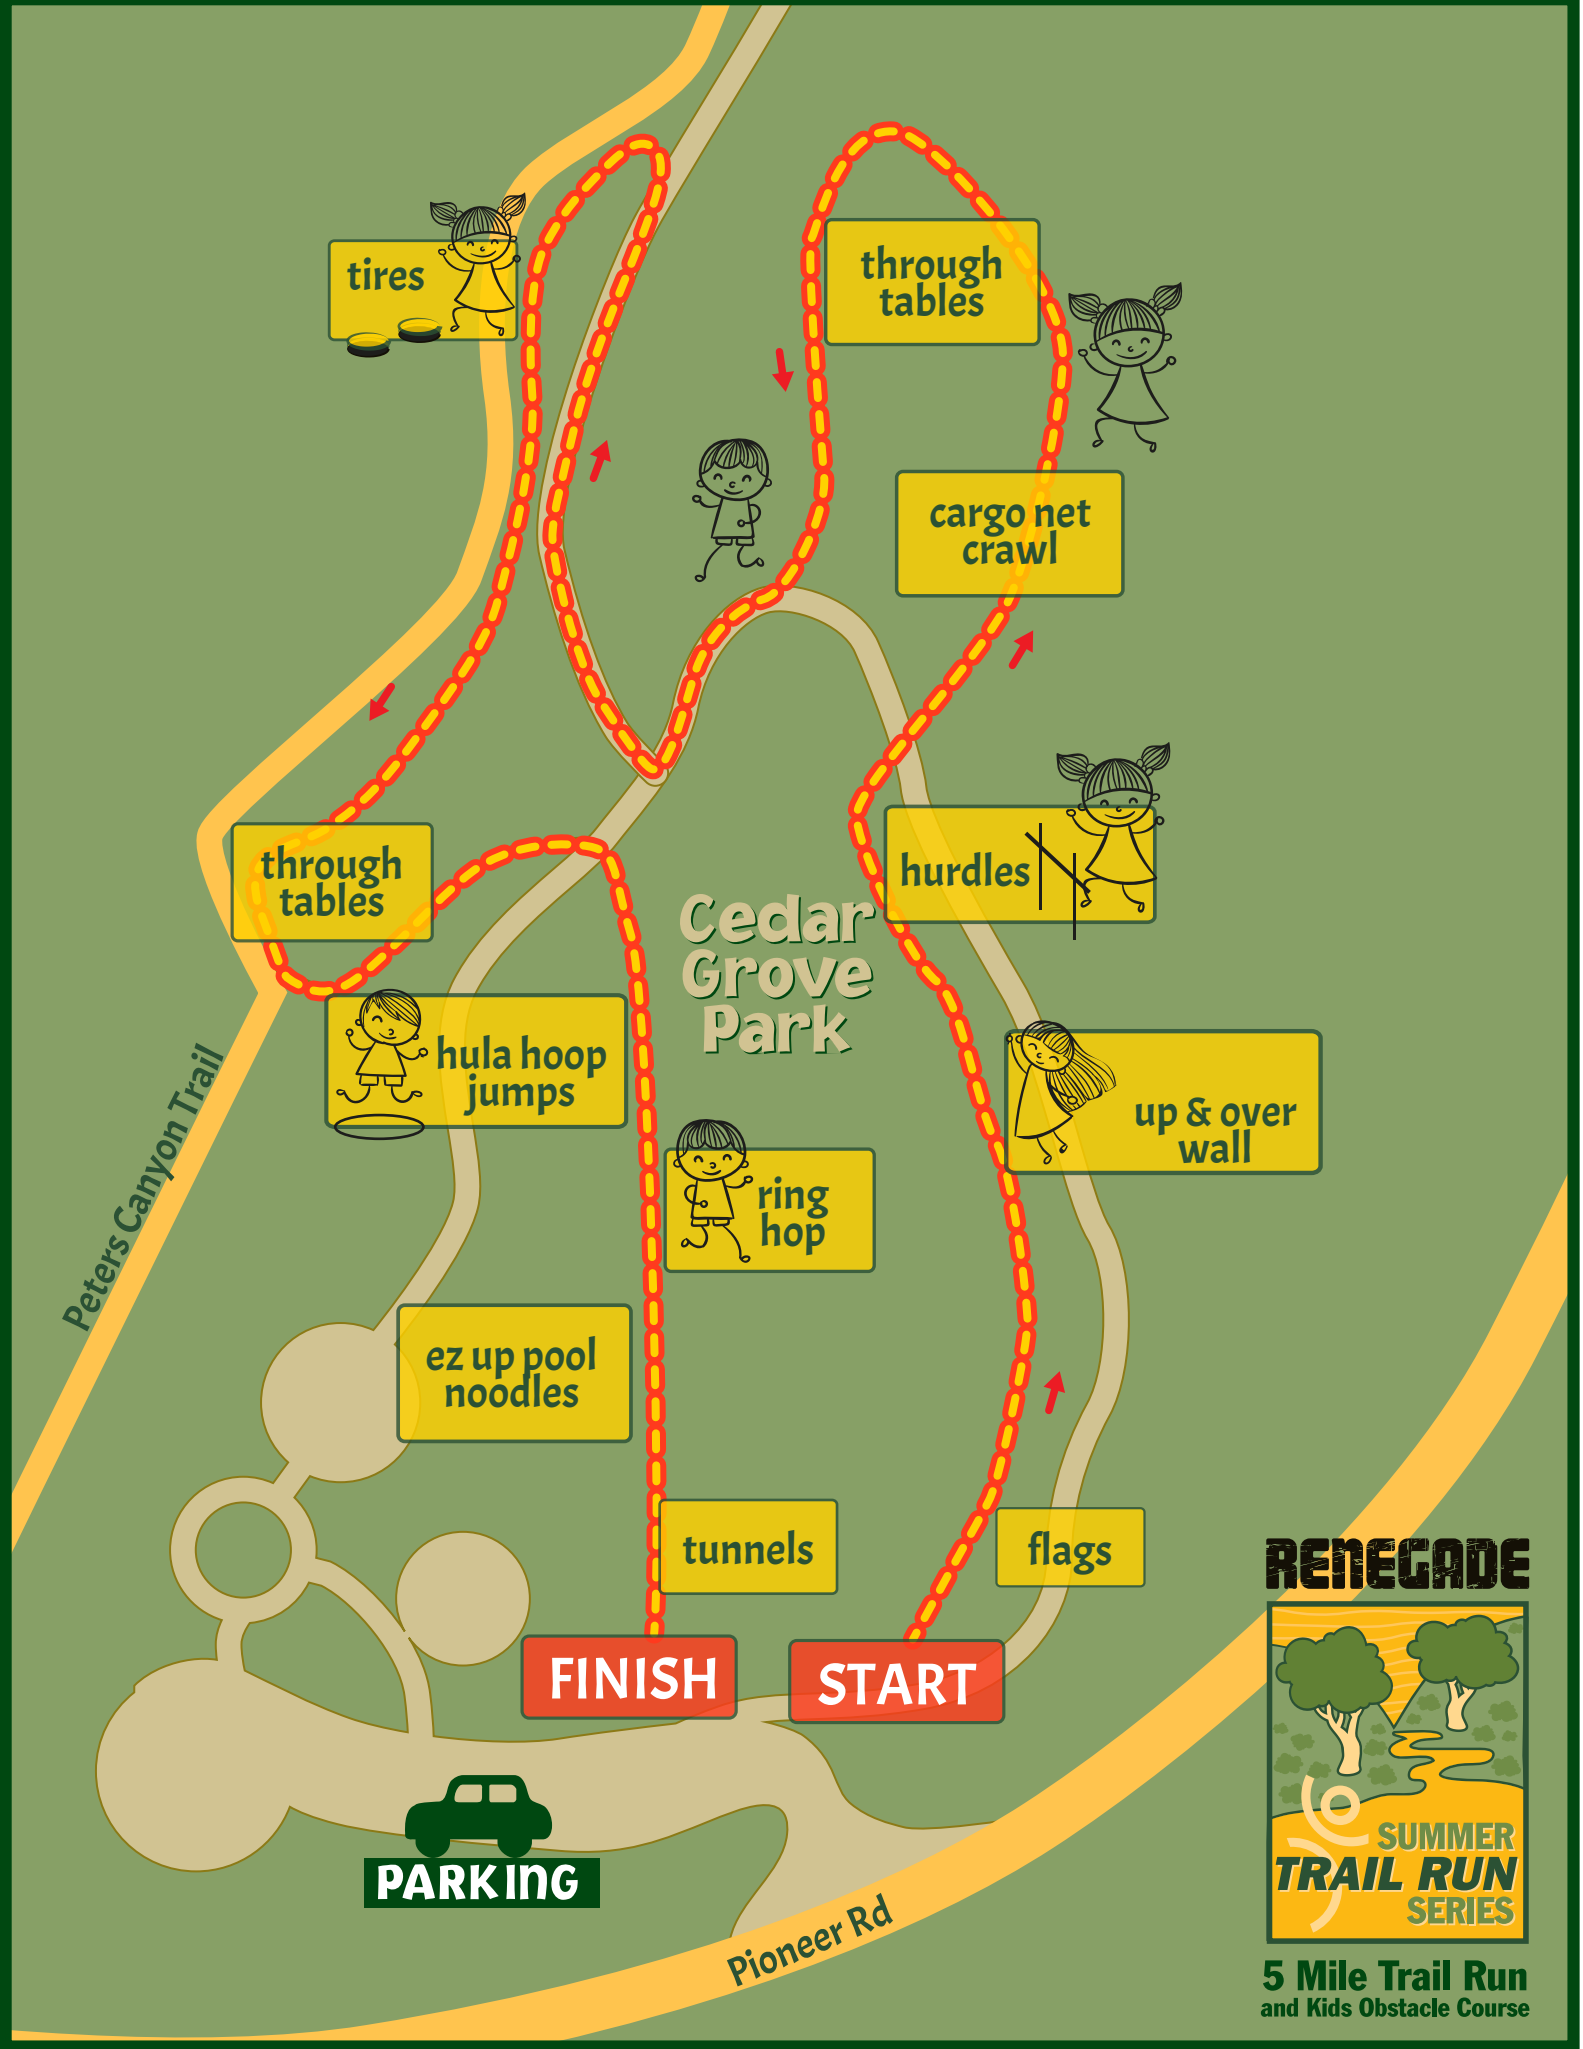 tires
through
tables
cargo net
crawl
through
tables
hurdles
Cedar
Grove
Park
hula hoop
jumps
up & over
wall
Peters Canyon Trail
ring
hop
ez up pool
noodles
tunnels
flags
FINISH
START
PARKING
Pioneer Rd
RENEGADE
SUMMER
TRAIL RUN
SERIES
5 Mile Trail Run
and Kids Obstacle Course